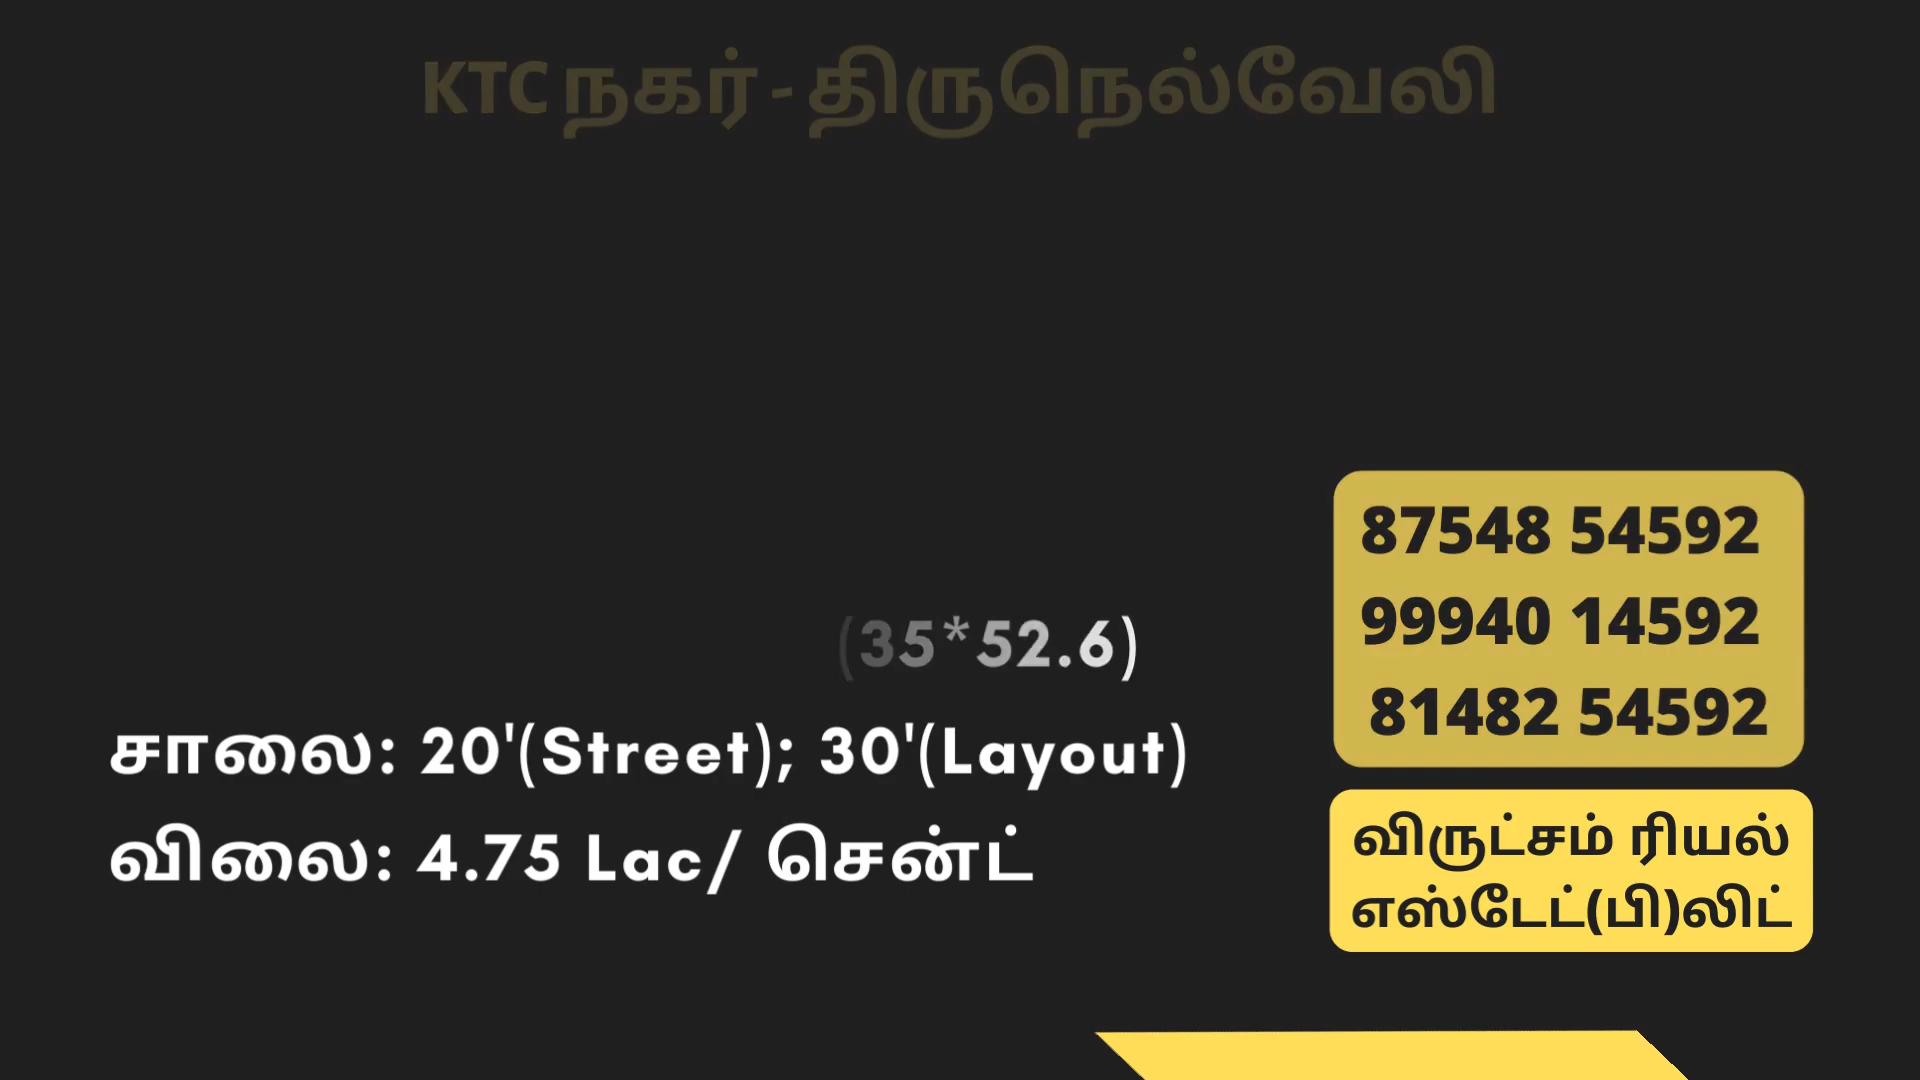 KTC நகர் - திருநெல்வேலி
(35*52.6)
சாலை: 20'(Street); 30'(Layout)
விலை: 4.75 Lac/ சென்ட்
87548 54592
99940 14592
81482 54592
விருட்சம் ரியல்
எஸ்டேட்(பி)லிட்